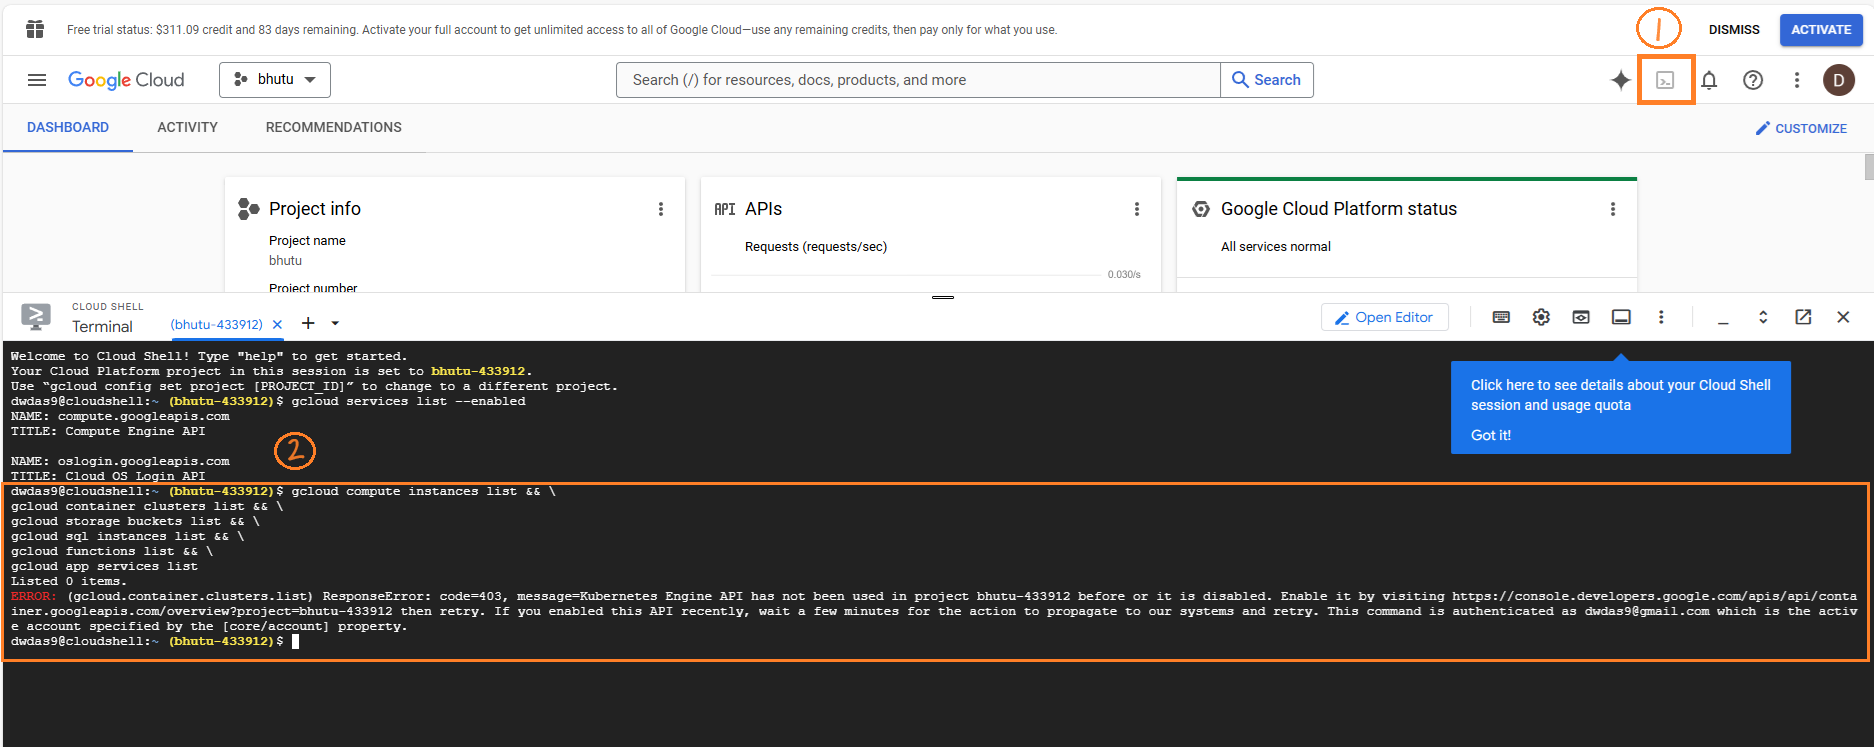 Free trial status: $311.09 credit and 83 days remaining. Activate your full account to get unlimited access to all of Google Cloud—use any remaining credits, then pay only for what you use.
1
DISMISS
ACTIVATE
Google Cloud
bhutu
Search (/) for resources, docs, products, and more
Search
D
DASHBOARD
ACTIVITY
RECOMMENDATIONS
CUSTOMIZE
Project info
Project name
bhutu
Project number
API APIs
Requests (requests/sec)
0.030/s
Google Cloud Platform status
All services normal
CLOUD SHELL
Terminal
(bhutu-433912)
Open Editor
Welcome to Cloud Shell! Type "help" to get started.
Your Cloud Platform project in this session is set to bhutu-433912.
Use “gcloud config set project [PROJECT_ID]” to change to a different project.
dwdas9@cloudshell:~ (bhutu-433912)$ gcloud services list --enabled
NAME: compute.googleapis.com
TITLE: Compute Engine API
2
NAME: oslogin.googleapis.com
TITLE: Cloud OS Login API
dwdas9@cloudshell:~ (bhutu-433912)$ gcloud compute instances list && \
gcloud container clusters list && \
gcloud storage buckets list && \
gcloud sql instances list && \
gcloud functions list && \
gcloud app services list
Listed 0 items.
ERROR: (gcloud.container.clusters.list) ResponseError: code=403, message=Kubernetes Engine API has not been used in project bhutu-433912 before or it is disabled. Enable it by visiting https://console.developers.google.com/apis/api/conta
iner.googleapis.com/overview?project=bhutu-433912 then retry. If you enabled this API recently, wait a few minutes for the action to propagate to our systems and retry. This command is authenticated as dwdas9@gmail.com which is the activ
e account specified by the [core/account] property.
dwdas9@cloudshell:~ (bhutu-433912)$
Click here to see details about your Cloud Shell
session and usage quota
Got it!